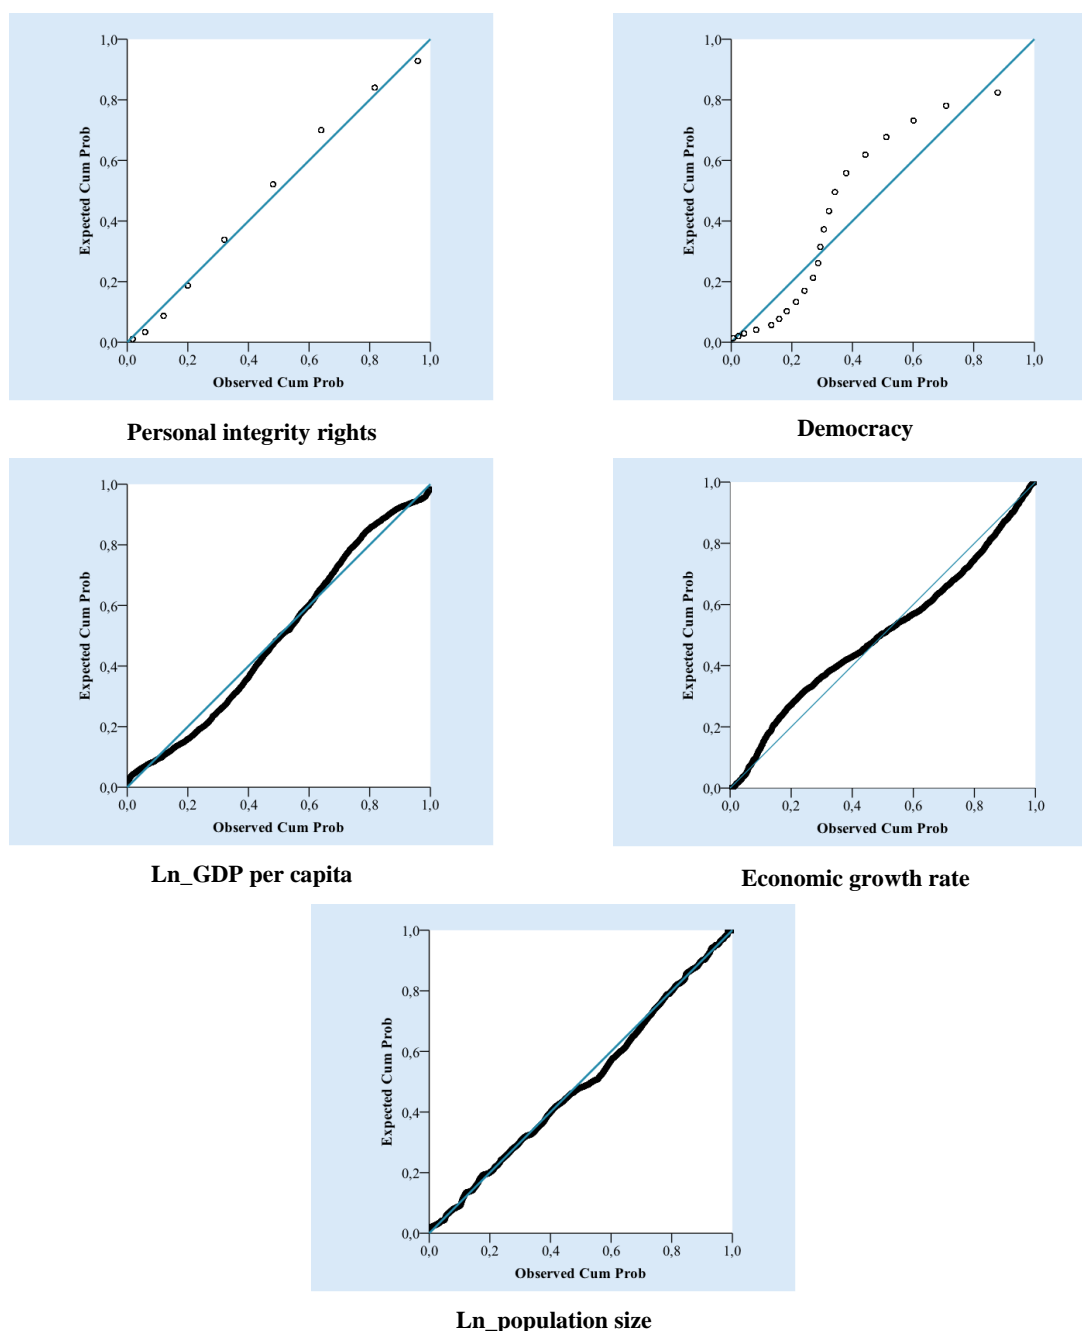 1,0
0,8
0,6
0,4
0,2
0,0
Expected Cum Prob
0,0 0,2 0,4 0,6 0,8 1,0
Observed Cum Prob
Personal integrity rights
1,0
0,8
0,6
0,4
0,2
0,0
Expected Cum Prob
0,0 0,2 0,4 0,6 0,8 1,0
Observed Cum Prob
Democracy
1,0
0,8
0,6
0,4
0,2
0,0
Expected Cum Prob
0,0 0,2 0,4 0,6 0,8 1,0
Observed Cum Prob
Ln_GDP per capita
1,0
0,8
0,6
0,4
0,2
0,0
Expected Cum Prob
0,0 0,2 0,4 0,6 0,8 1,0
Observed Cum Prob
Economic growth rate
1,0
0,8
0,6
0,4
0,2
0,0
Expected Cum Prob
0,0 0,2 0,4 0,6 0,8 1,0
Observed Cum Prob
Ln_population size